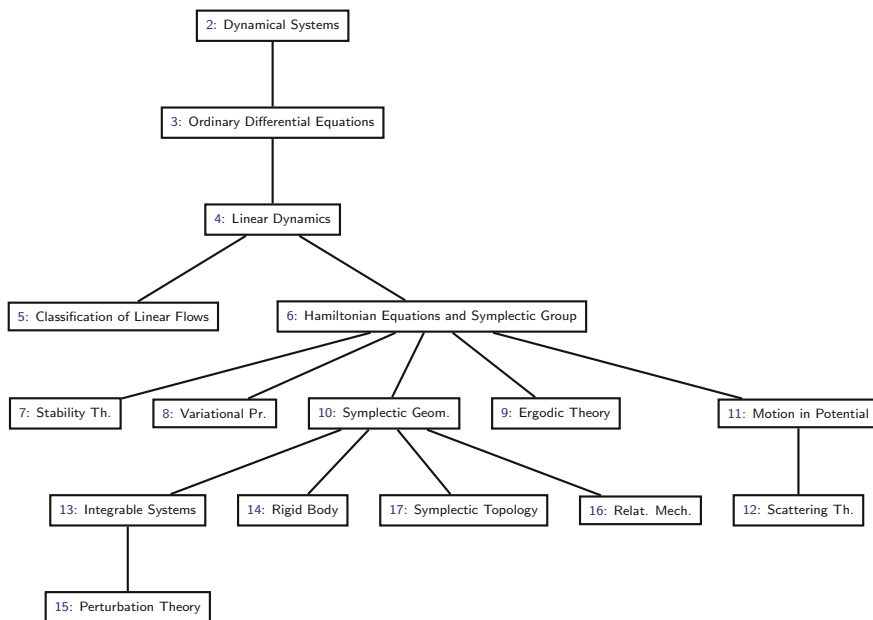 2: Dynamical Systems
3: Ordinary Differential Equations
4: Linear Dynamics
5: Classification of Linear Flows
6: Hamiltonian Equations and Symplectic Group
7: Stability Th.
8: Variational Pr.
10: Symplectic Geom.
9: Ergodic Theory
11: Motion in Potential
13: Integrable Systems
14: Rigid Body
17: Symplectic Topology
16: Relat. Mech.
12: Scattering Th.
15: Perturbation Theory